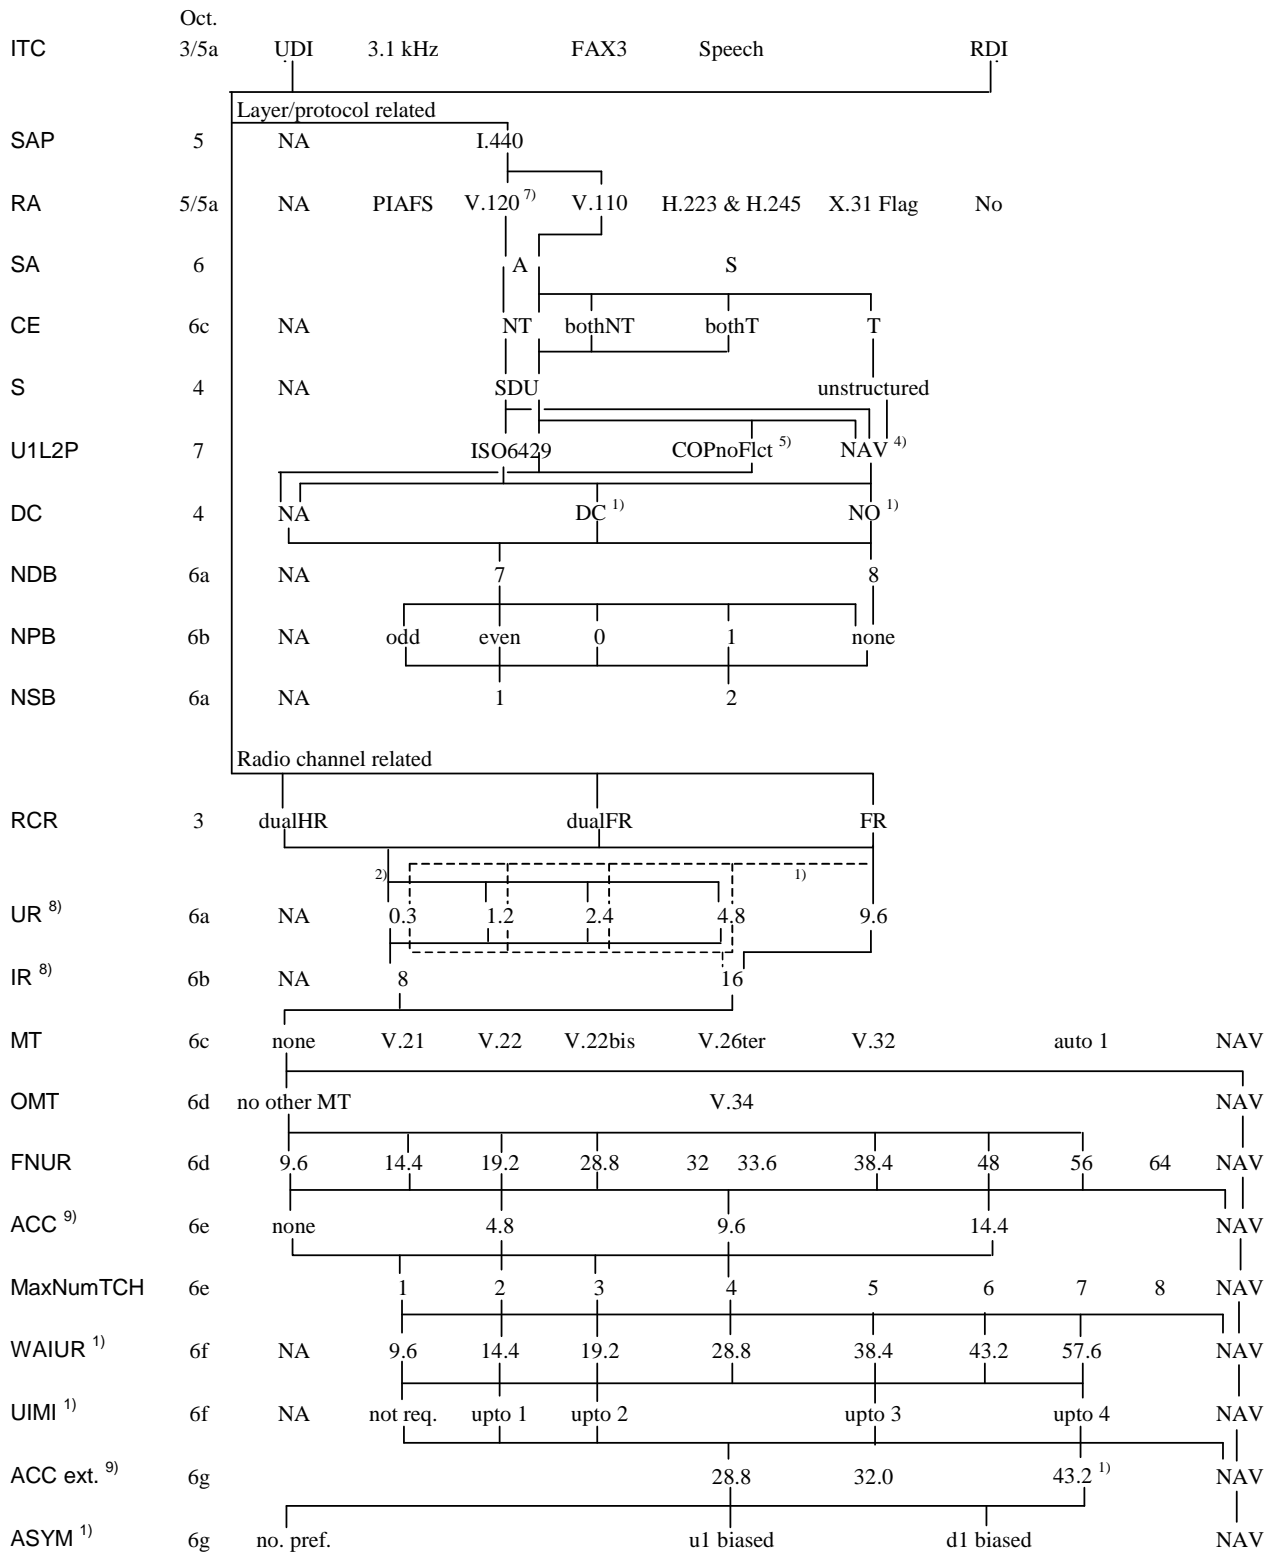 Oct.
ITC 3/5a UDI 3.1 kHz FAX3 Speech RDI
Layer/protocol related
SAP 5 NA I.440
RA 5/5a NA PIAFS V.120 7) V.110 H.223 & H.245 X.31 Flag No
SA 6 A S
CE 6c NA NT bothNT bothT T
S 4 NA SDU unstructured
U1L2P 7 ISO6429 COPnoFlct 5) NAV 4)
DC 4 NA DC 1) NO 1)
NDB 6a NA 7 8
NPB 6b NA odd even 0 1 none
NSB 6a NA 1 2
Radio channel related
RCR 3 dualHR dualFR FR
2) 1)
UR 8) 6a NA 0.3 1.2 2.4 4.8 9.6
IR 8) 6b NA 8 16
MT 6c none V.21 V.22 V.22bis V.26ter V.32 auto 1 NAV
OMT 6d no other MT V.34 NAV
FNUR 6d 9.6 14.4 19.2 28.8 32 33.6 38.4 48 56 64 NAV
ACC 9) 6e none 4.8 9.6 14.4 NAV
MaxNumTCH 6e 1 2 3 4 5 6 7 8 NAV
WAIUR 1) 6f NA 9.6 14.4 19.2 28.8 38.4 43.2 57.6 NAV
UIMI 1) 6f NA not req. upto 1 upto 2 upto 3 upto 4 NAV
ACC ext. 9) 6g 28.8 32.0 43.2 1) NAV
ASYM 1) 6g no. pref. u1 biased d1 biased NAV